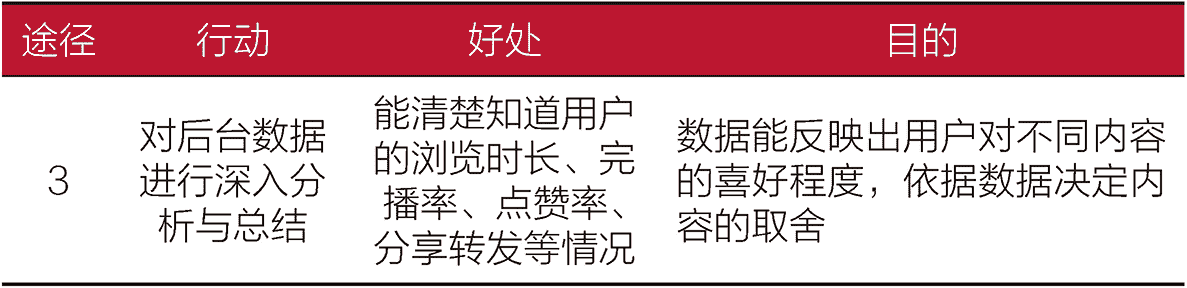 途径 行动 好处 目的
3
对后台数据
进行深入分
析与总结
能清楚知道用户
的浏览时长、完
播率、点赞率、
分享转发等情况
数据能反映出用户对不同内容
的喜好程度，依据数据决定内
容的取舍